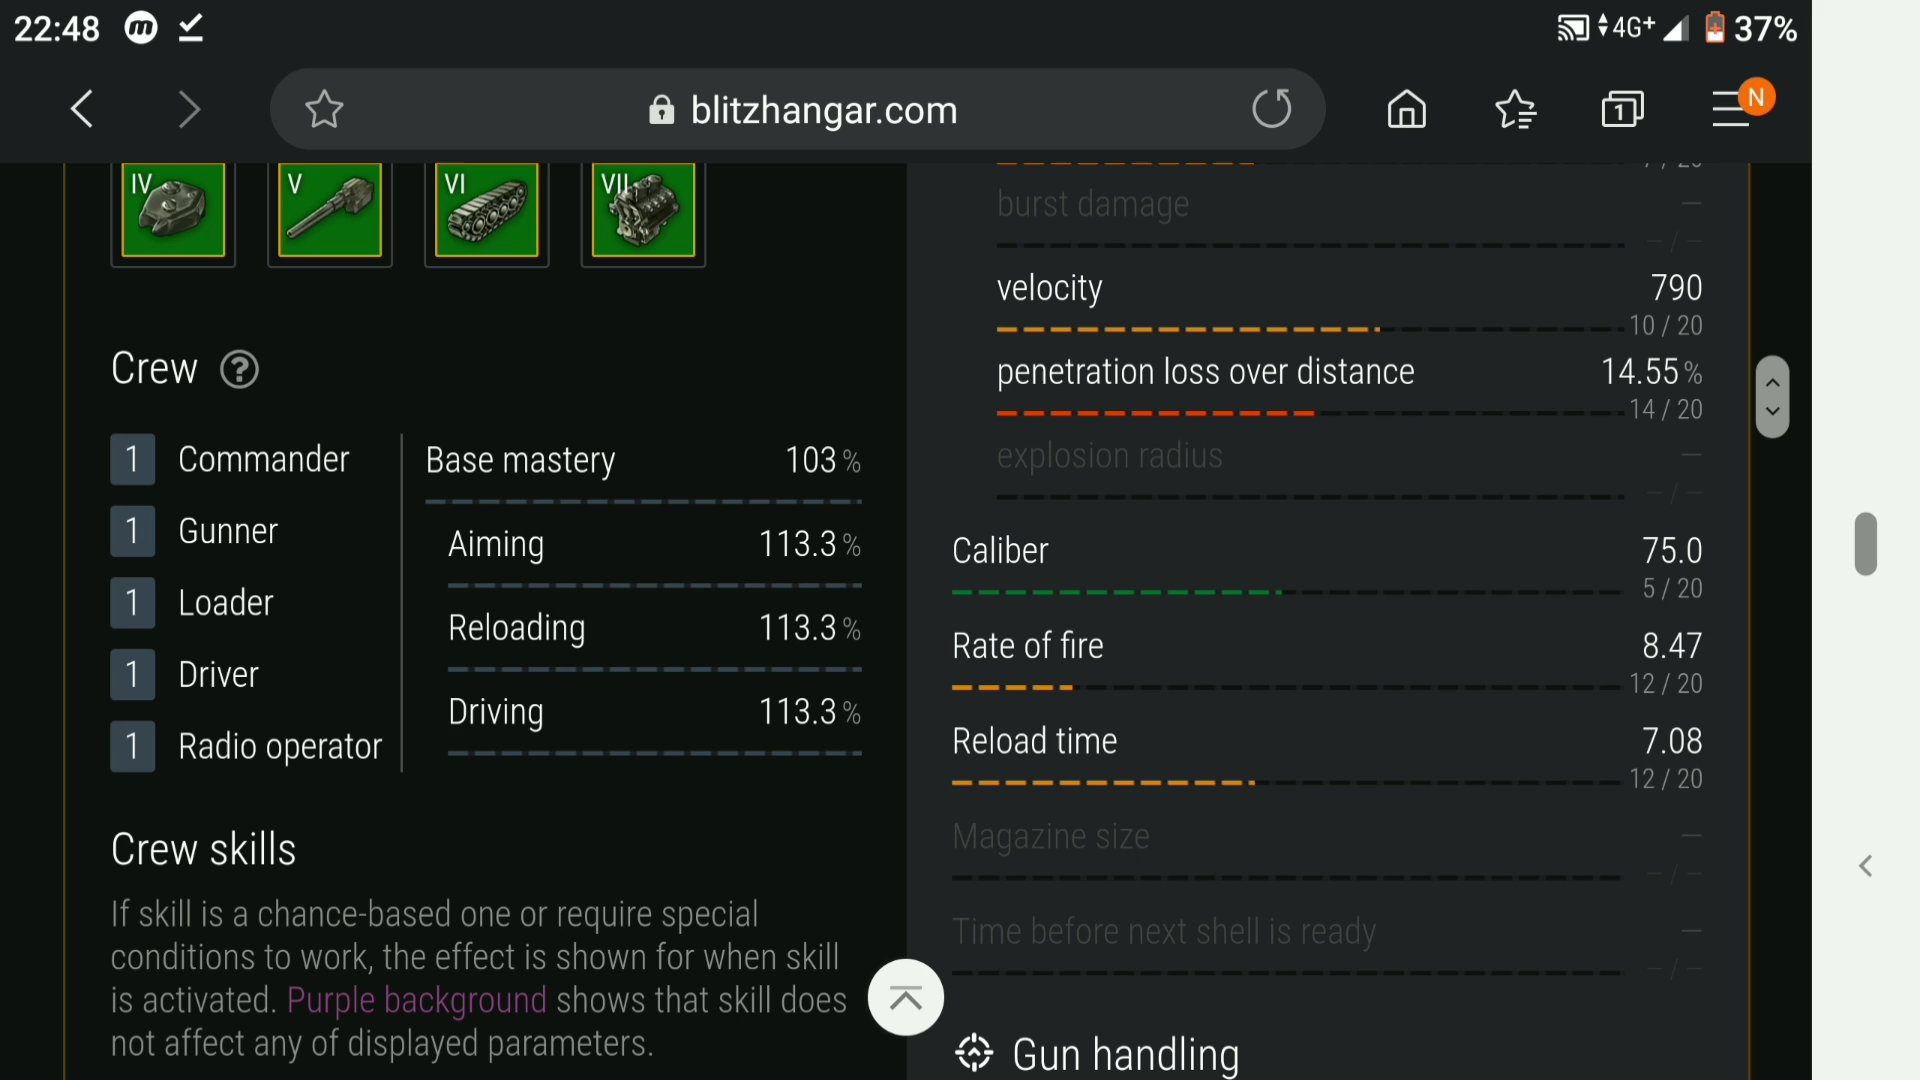 22:48
4G+
37%
blitzhangar.com
1
N
IV
V
VI
VII
Crew ?
1 Commander
1 Gunner
1 Loader
1 Driver
1 Radio operator
Base mastery 103 %
Aiming 113.3 %
Reloading 113.3 %
Driving 113.3 %
Crew skills
If skill is a chance-based one or require special
conditions to work, the effect is shown for when skill
is activated. Purple background shows that skill does
not affect any of displayed parameters.
burst damage —
– / –
velocity 790
10 / 20
penetration loss over distance 14.55 %
14 / 20
explosion radius —
– / –
Caliber 75.0
5 / 20
Rate of fire 8.47
12 / 20
Reload time 7.08
12 / 20
Magazine size —
– / –
Time before next shell is ready —
– / –
Gun handling